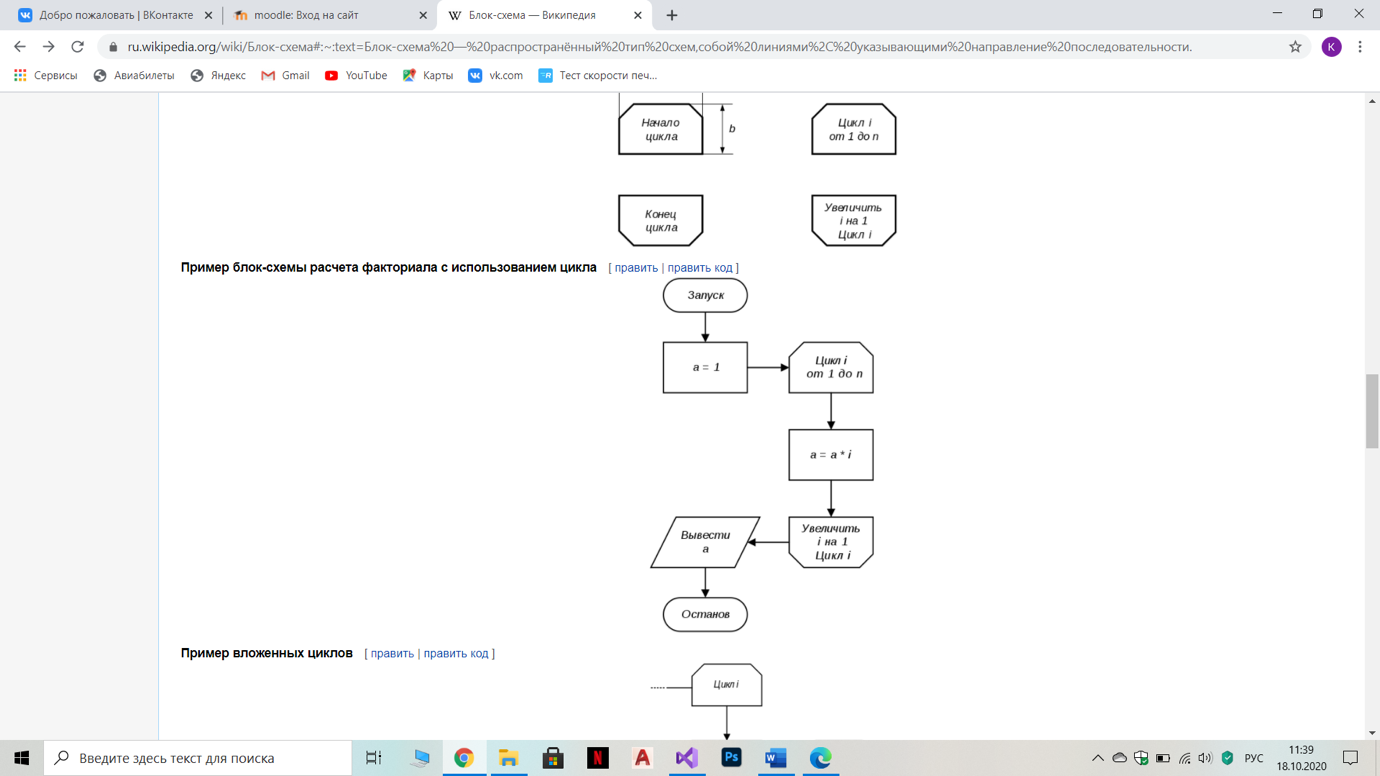 Добро пожаловать | ВКонтакте
moodle: Вход на сайт
W Блок-схема — Википедия
ru.wikipedia.org/wiki/Блок-схема#:~:text=Блок-схема%20—%20распространённый%20тип%20схем,собой%20линиями%2C%20указывающими%20направление%20последовательности.
K
Сервисы
Авиабилеты
Яндекс
Gmail
YouTube
Карты
vk.com
Тест скорости печ...
Начало
цикла
b
Цикл i
от 1 до n
Конец
цикла
Увеличить
i на 1
Цикл i
Пример блок-схемы расчета факториала с использованием цикла [ править | править код ]
Запуск
a = 1
Цикл i
от 1 до n
a = a * i
Вывести
a
Увеличить
i на 1
Цикл i
Останов
Пример вложенных циклов [ править | править код ]
Цикл i
Введите здесь текст для поиска
N
A
Ps
W
РУС
11:39
18.10.2020